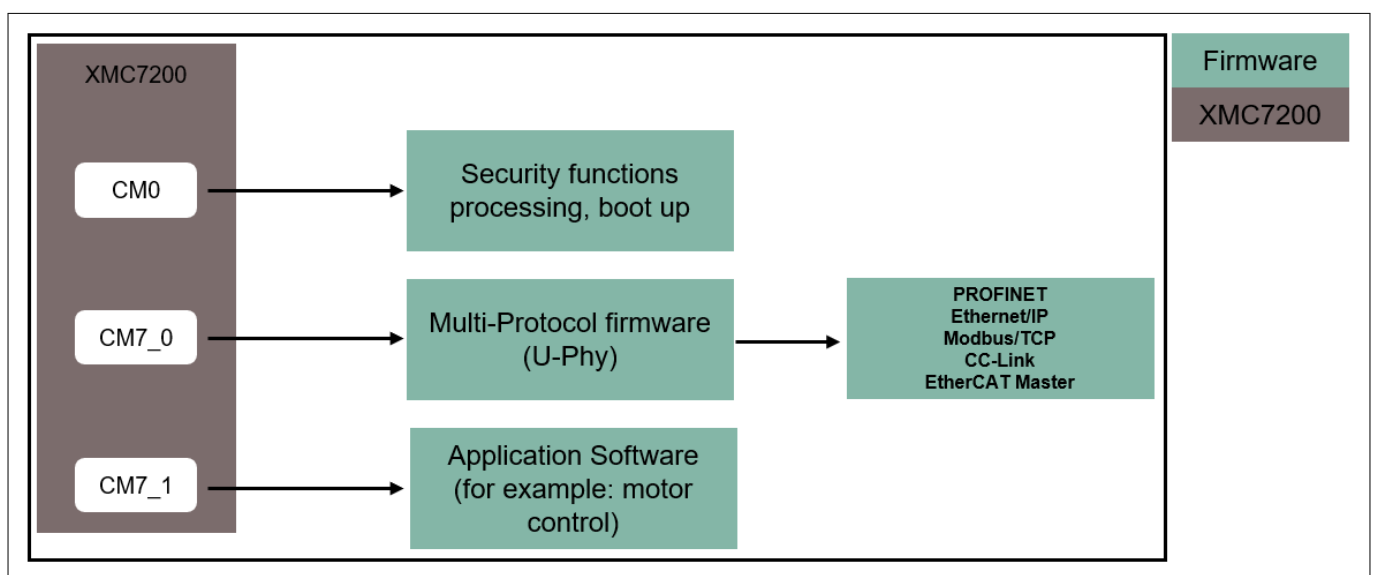 XMC7200
Firmware
XMC7200
CM0
Security functions
processing, boot up
CM7_0
Multi-Protocol firmware
(U-Phy)
PROFINET
Ethernet/IP
Modbus/TCP
CC-Link
EtherCAT Master
CM7_1
Application Software
(for example: motor
control)